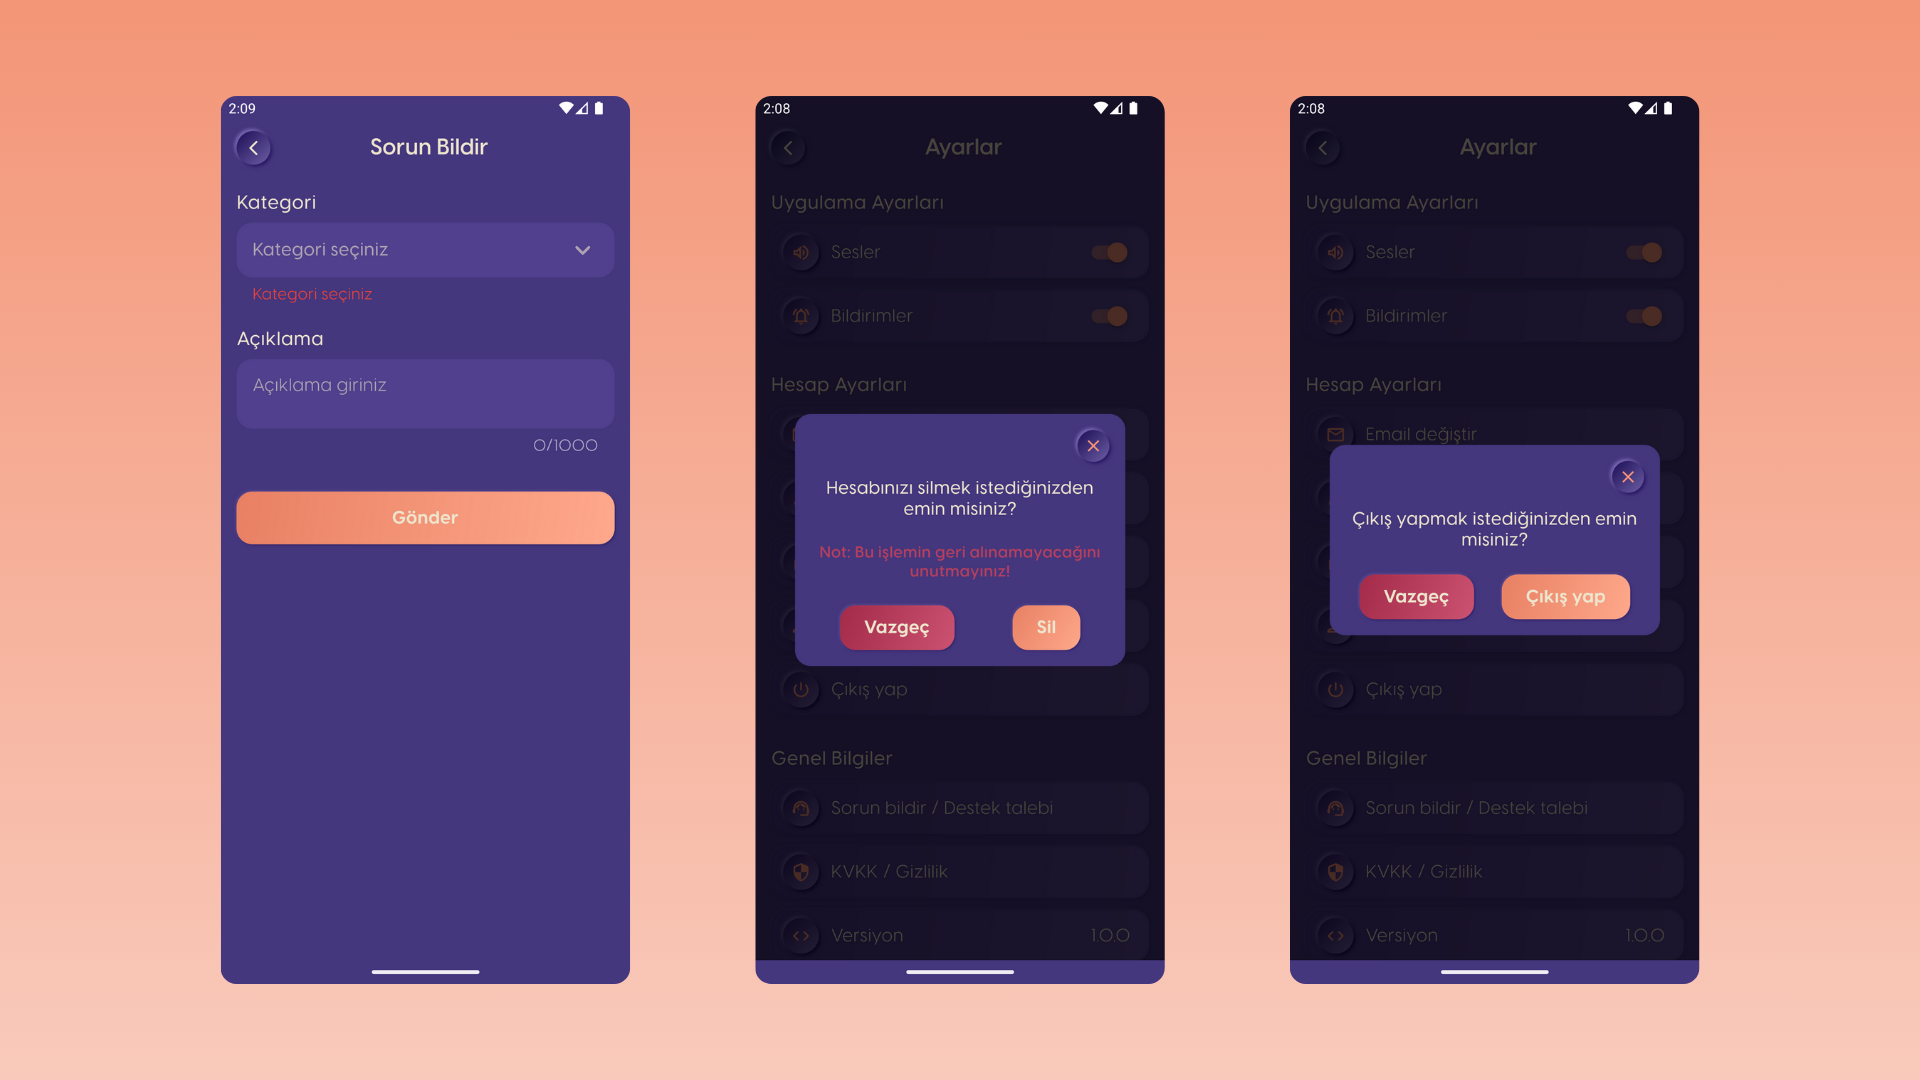 2:09
Sorun Bildir
Kategori
Kategori seçiniz
Kategori seçiniz
Açıklama
Açıklama giriniz
0/1000
Gönder
2:08
Ayarlar
Uygulama Ayarları
Sesler
Bildirimler
Hesap Ayarları
Hesabınızı silmek istediğinizden
emin misiniz?
Not: Bu işlemin geri alınamayacağını
unutmayınız!
Vazgeç
Sil
Çıkış yap
Genel Bilgiler
Sorun bildir / Destek talebi
KVKK / Gizlilik
Versiyon 1.0.0
2:08
Ayarlar
Uygulama Ayarları
Sesler
Bildirimler
Hesap Ayarları
Email değiştir
Çıkış yapmak istediğinizden emin
misiniz?
Vazgeç
Çıkış yap
Çıkış yap
Genel Bilgiler
Sorun bildir / Destek talebi
KVKK / Gizlilik
Versiyon 1.0.0